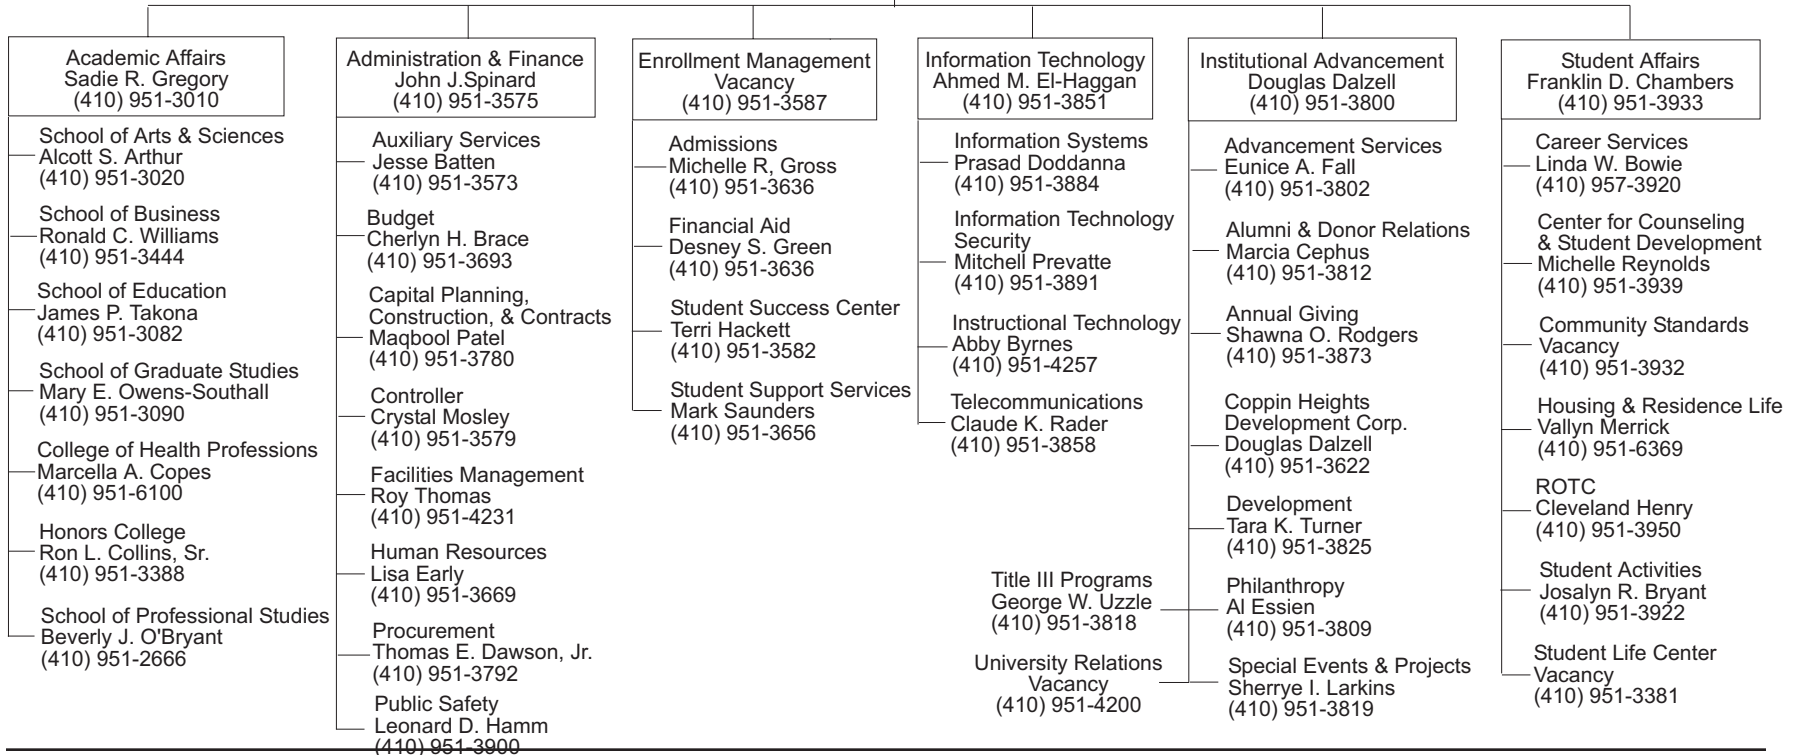 Academic Affairs
Sadie R. Gregory
(410) 951-3010
School of Arts & Sciences
Alcott S. Arthur
(410) 951-3020
School of Business
Ronald C. Williams
(410) 951-3444
School of Education
James P. Takona
(410) 951-3082
School of Graduate Studies
Mary E. Owens-Southall
(410) 951-3090
College of Health Professions
Marcella A. Copes
(410) 951-6100
Honors College
Ron L. Collins, Sr.
(410) 951-3388
School of Professional Studies
Beverly J. O'Bryant
(410) 951-2666
Administration & Finance
John J.Spinard
(410) 951-3575
Auxiliary Services
Jesse Batten
(410) 951-3573
Budget
Cherlyn H. Brace
(410) 951-3693
Capital Planning,
Construction, & Contracts
Maqbool Patel
(410) 951-3780
Controller
Crystal Mosley
(410) 951-3579
Facilities Management
Roy Thomas
(410) 951-4231
Human Resources
Lisa Early
(410) 951-3669
Procurement
Thomas E. Dawson, Jr.
(410) 951-3792
Public Safety
Leonard D. Hamm
(410) 951-3900
Enrollment Management
Vacancy
(410) 951-3587
Admissions
Michelle R, Gross
(410) 951-3636
Financial Aid
Desney S. Green
(410) 951-3636
Student Success Center
Terri Hackett
(410) 951-3582
Student Support Services
Mark Saunders
(410) 951-3656
Information Technology
Ahmed M. El-Haggan
(410) 951-3851
Information Systems
Prasad Doddanna
(410) 951-3884
Information Technology
Security
Mitchell Prevatte
(410) 951-3891
Instructional Technology
Abby Byrnes
(410) 951-4257
Telecommunications
Claude K. Rader
(410) 951-3858
Institutional Advancement
Douglas Dalzell
(410) 951-3800
Advancement Services
Eunice A. Fall
(410) 951-3802
Alumni & Donor Relations
Marcia Cephus
(410) 951-3812
Annual Giving
Shawna O. Rodgers
(410) 951-3873
Coppin Heights
Development Corp.
Douglas Dalzell
(410) 951-3622
Development
Tara K. Turner
(410) 951-3825
Title III Programs
George W. Uzzle
(410) 951-3818
Philanthropy
Al Essien
(410) 951-3809
University Relations
Vacancy
(410) 951-4200
Special Events & Projects
Sherrye I. Larkins
(410) 951-3819
Student Affairs
Franklin D. Chambers
(410) 951-3933
Career Services
Linda W. Bowie
(410) 957-3920
Center for Counseling
& Student Development
Michelle Reynolds
(410) 951-3939
Community Standards
Vacancy
(410) 951-3932
Housing & Residence Life
Vallyn Merrick
(410) 951-6369
ROTC
Cleveland Henry
(410) 951-3950
Student Activities
Josalyn R. Bryant
(410) 951-3922
Student Life Center
Vacancy
(410) 951-3381